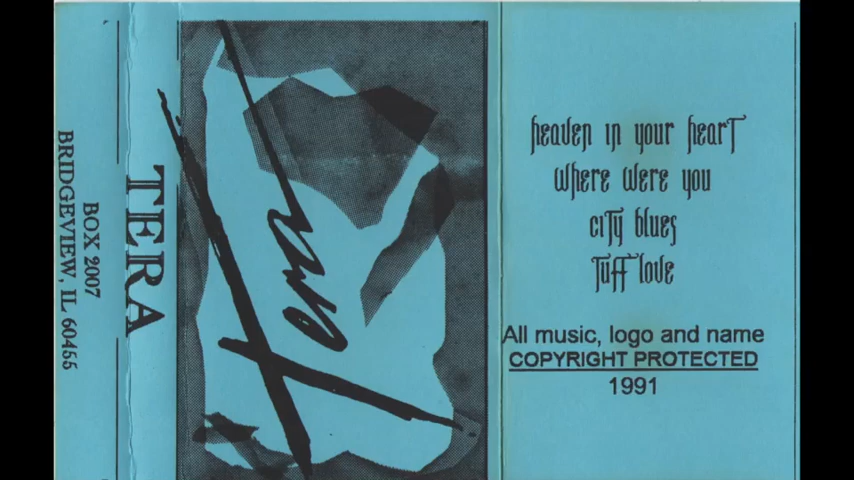 BOX 2007
BRIDGEVIEW, IL 60455
TERA
tera
heaven in your heart
where were you
city blues
tuff love
All music, logo and name
COPYRIGHT PROTECTED
1991